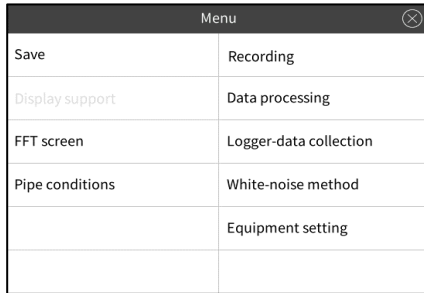 Menu
Save
Recording
Display support
Data processing
FFT screen
Logger-data collection
Pipe conditions
White-noise method
Equipment setting